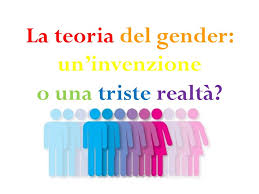 La teoria del gender:
un'invenzione
o una triste realtà?